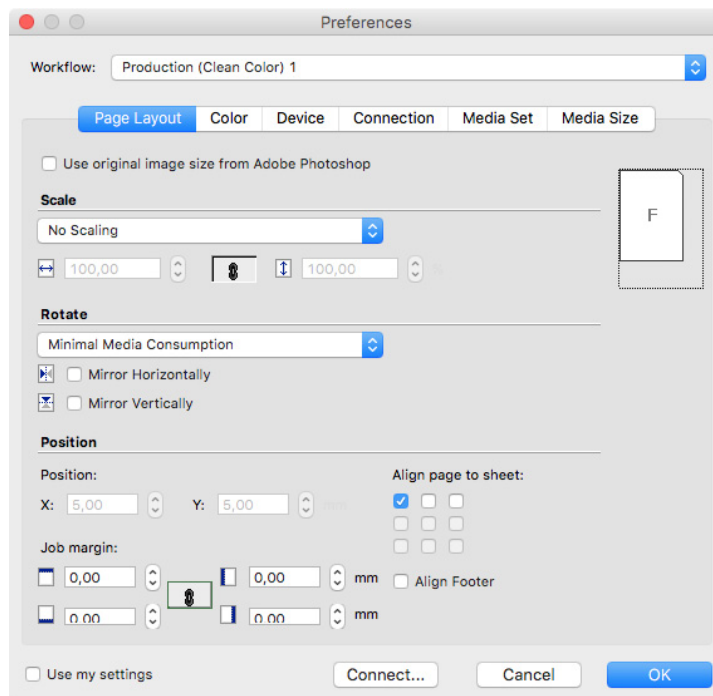 Preferences
Workflow: Production (Clean Color) 1
Page Layout Color Device Connection Media Set Media Size
Use original image size from Adobe Photoshop
Scale
F
No Scaling
100,00 100,00
Rotate
Minimal Media Consumption
Mirror Horizontally
Mirror Vertically
Position
Position: Align page to sheet:
X: 5,00 Y: 5,00 mm
Job margin:
0,00 0,00 mm Align Footer
0,00 0,00 mm
Use my settings Connect... Cancel OK